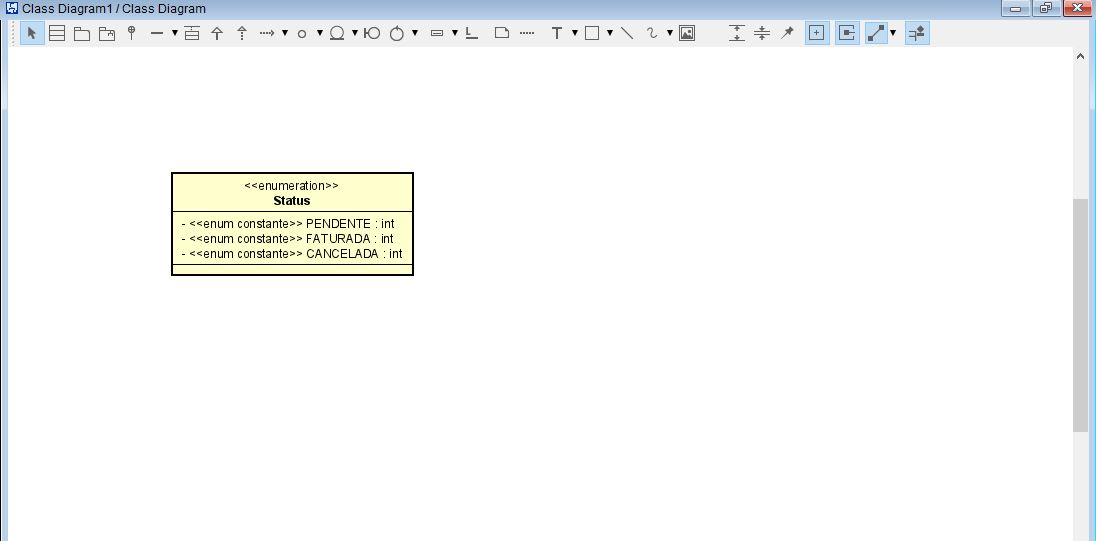 Class Diagram1 / Class Diagram
<<enumeration>>
Status
- <<enum constante>> PENDENTE : int
- <<enum constante>> FATURADA : int
- <<enum constante>> CANCELADA : int